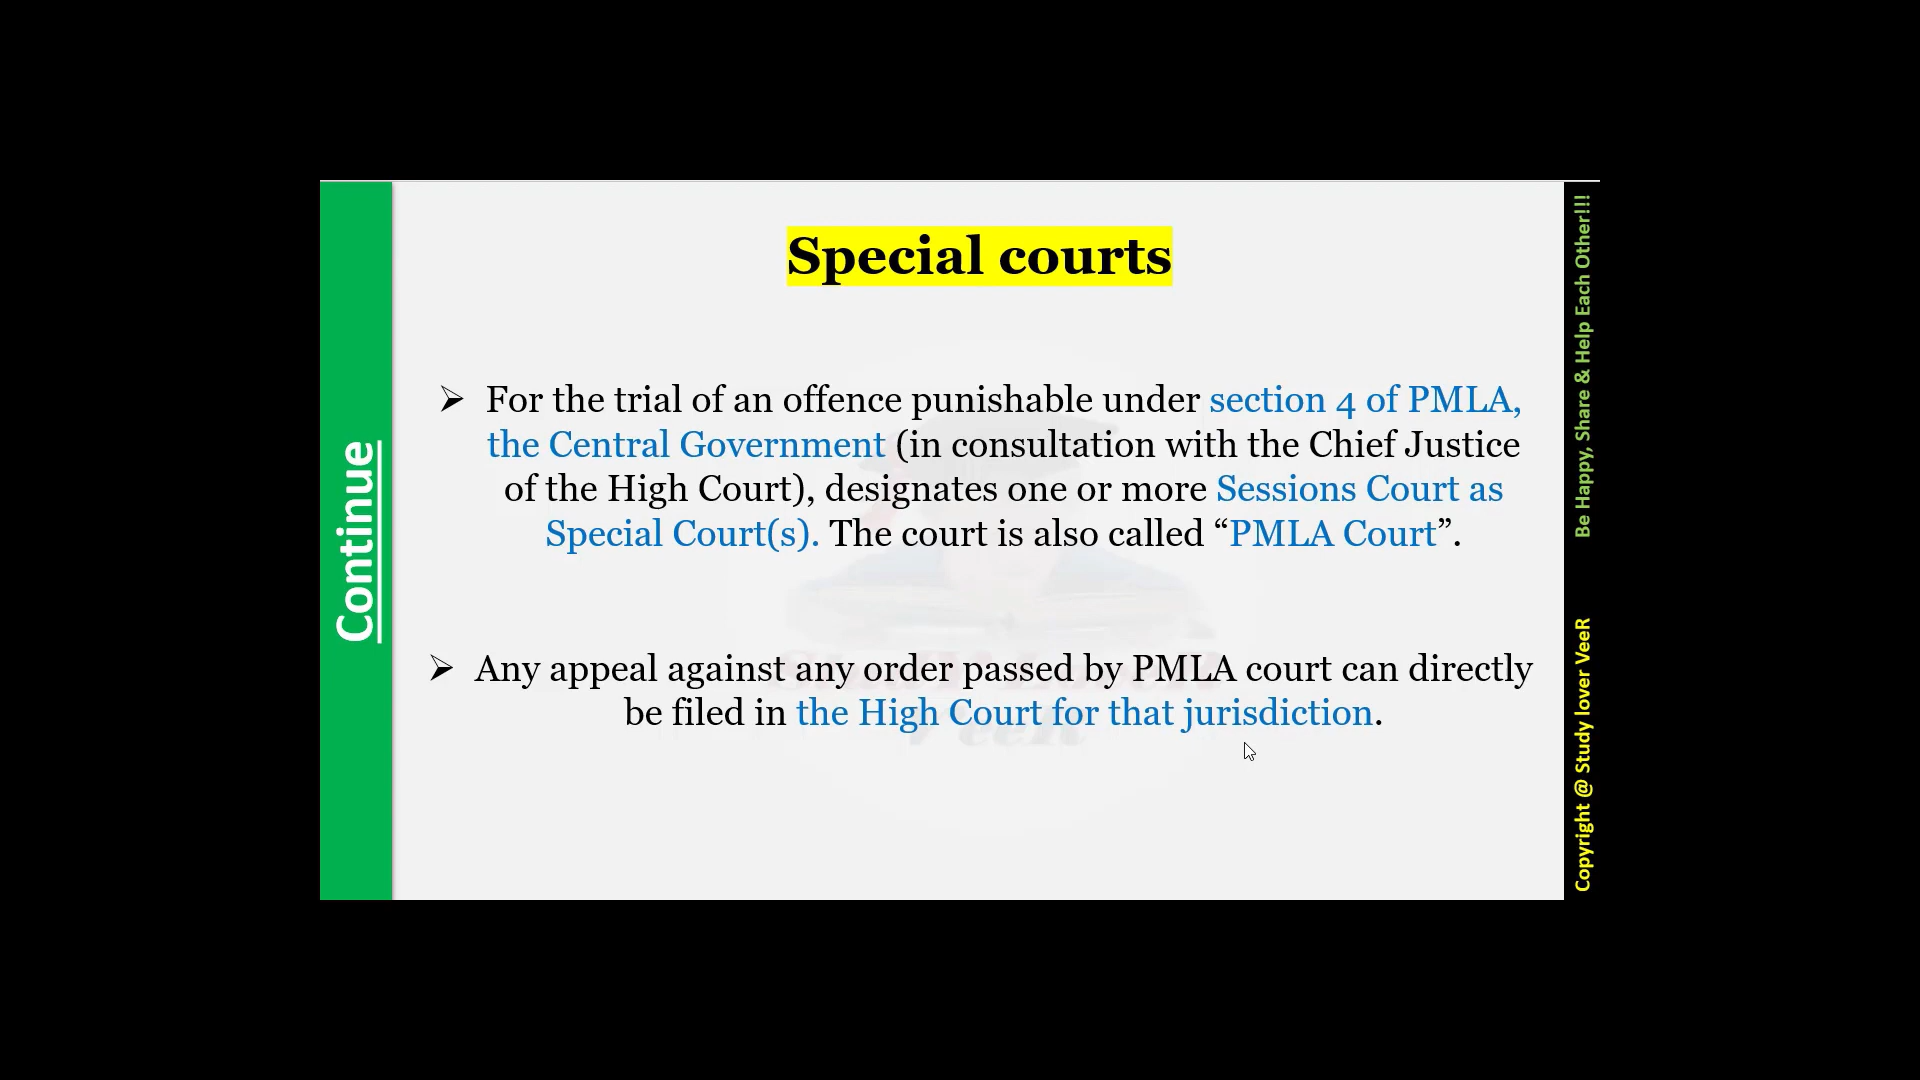 Continue
Special courts
➢ For the trial of an offence punishable under section 4 of PMLA,
the Central Government (in consultation with the Chief Justice
of the High Court), designates one or more Sessions Court as
Special Court(s). The court is also called “PMLA Court”.
➢ Any appeal against any order passed by PMLA court can directly
be filed in the High Court for that jurisdiction.
Copyright @ Study lover VeeR Be Happy, Share & Help Each Other!!!